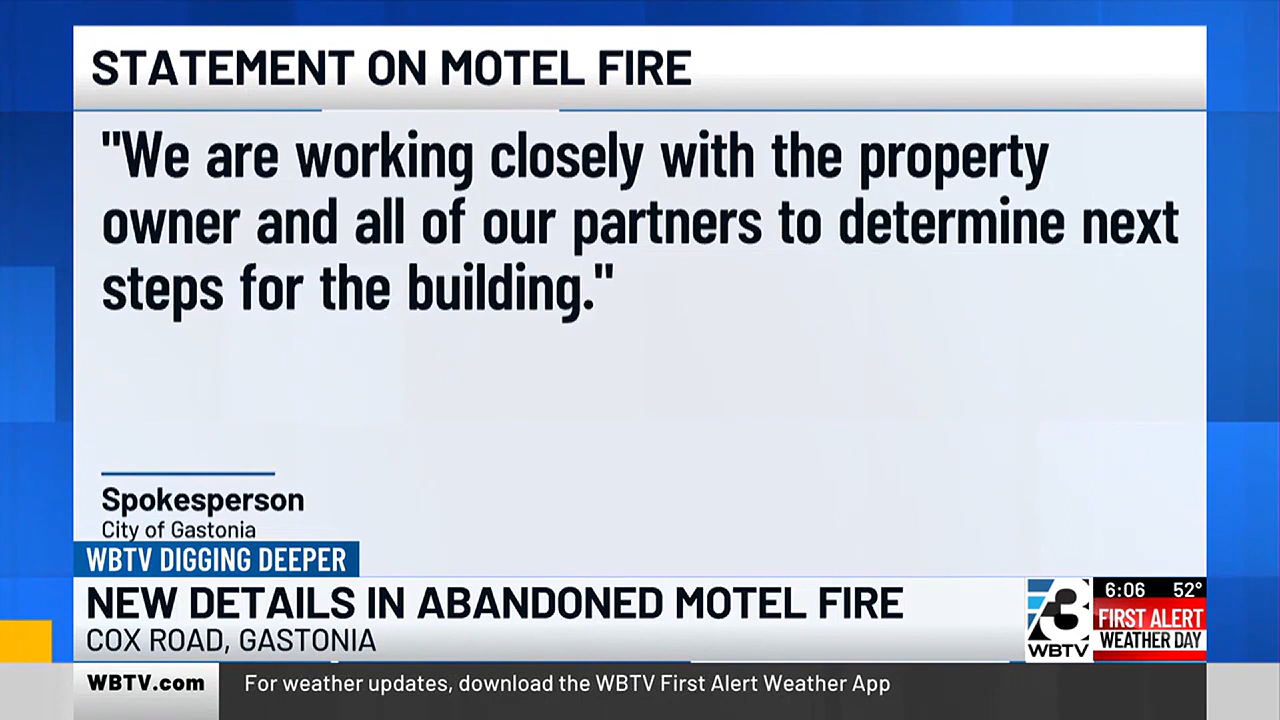 STATEMENT ON MOTEL FIRE
"We are working closely with the property
owner and all of our partners to determine next
steps for the building."
Spokesperson
City of Gastonia
WBTV DIGGING DEEPER
NEW DETAILS IN ABANDONED MOTEL FIRE
COX ROAD, GASTONIA
3
WBTV
6:06 52°
FIRST ALERT
WEATHER DAY
WBTV.com
For weather updates, download the WBTV First Alert Weather App